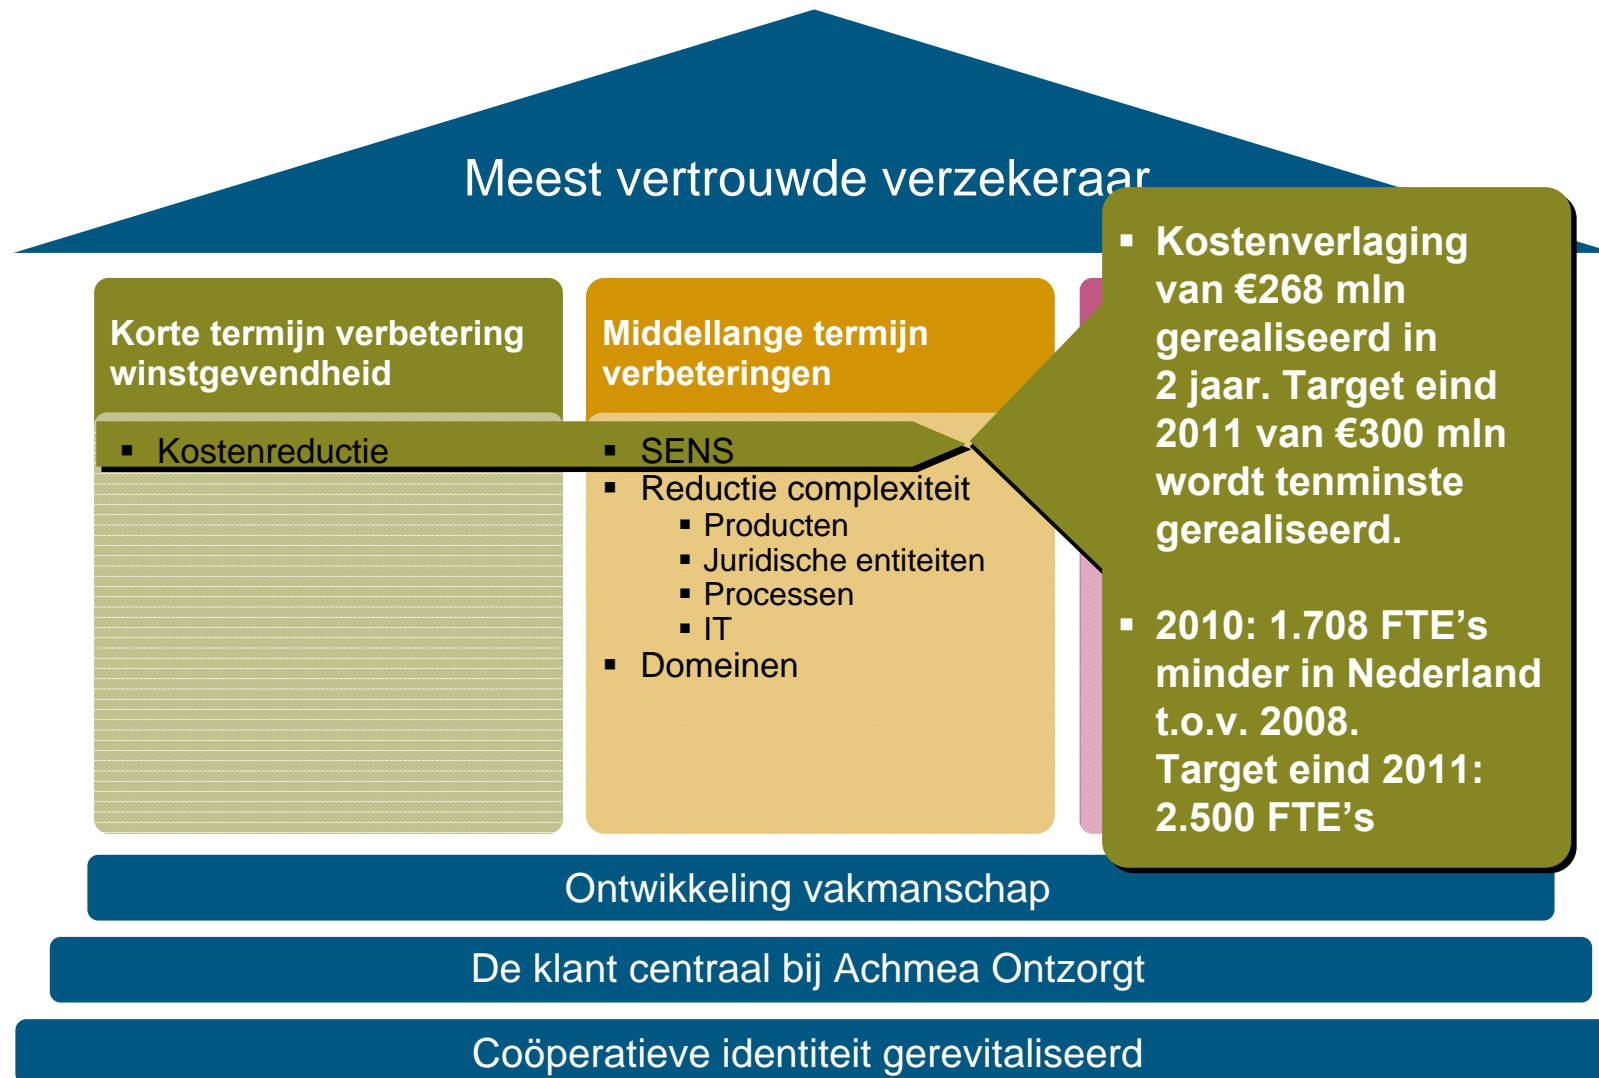 Meest vertrouwde verzekeraar
Korte termijn verbetering
winstgevendheid
▪ Kostenreductie
Middellange termijn
verbeteringen
▪ SENS
▪ Reductie complexiteit
▪ Producten
▪ Juridische entiteiten
▪ Processen
▪ IT
▪ Domeinen
▪ Kostenverlaging
van €268 mln
gerealiseerd in
2 jaar. Target eind
2011 van €300 mln
wordt tenminste
gerealiseerd.
▪ 2010: 1.708 FTE’s
minder in Nederland
t.o.v. 2008.
Target eind 2011:
2.500 FTE’s
Ontwikkeling vakmanschap
De klant centraal bij Achmea Ontzorgt
Coöperatieve identiteit gerevitaliseerd